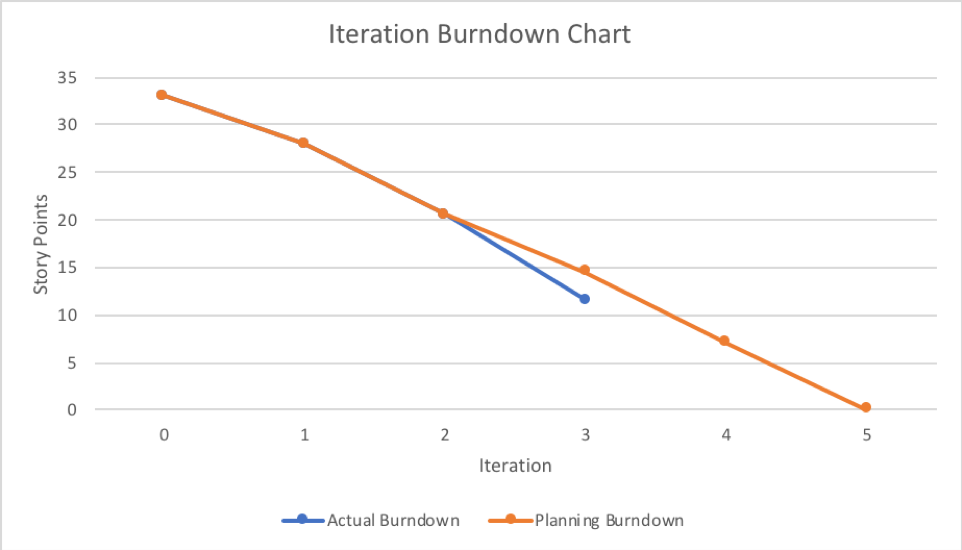 Iteration Burndown Chart
35
30
25
20
15
10
5
0
Story Points
0 1 2 3 4 5
Iteration
Actual Burndown Planning Burndown